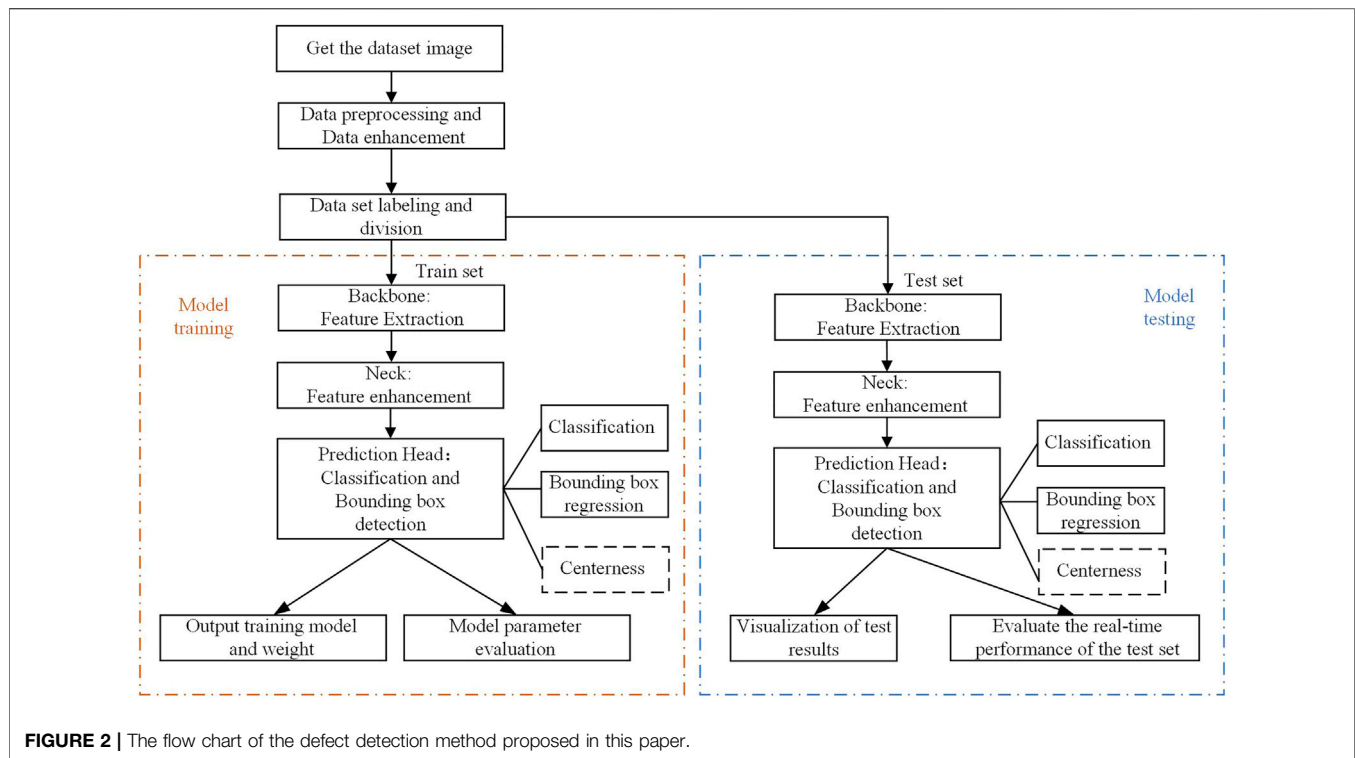 Get the dataset image
Data preprocessing and
Data enhancement
Data set labeling and
division
Train set
Model
training
Backbone:
Feature Extraction
Neck:
Feature enhancement
Prediction Head：
Classification and
Bounding box
detection
Classification
Bounding box
regression
Centerness
Output training model
and weight
Model parameter
evaluation
Test set
Model
testing
Backbone:
Feature Extraction
Neck:
Feature enhancement
Prediction Head：
Classification and
Bounding box
detection
Classification
Bounding box
regression
Centerness
Visualization of test
results
Evaluate the real-time
performance of the test set
FIGURE 2 | The flow chart of the defect detection method proposed in this paper.